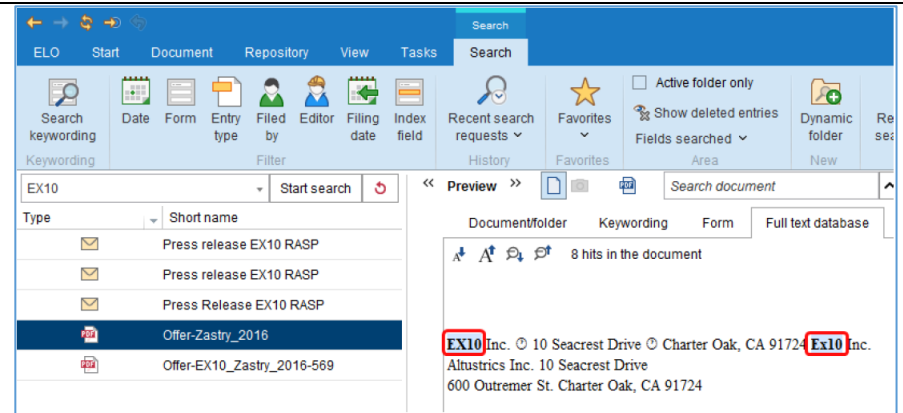 Search
ELO Start Document Repository View Tasks Search
Search keywording
Date
Form
Entry type
Filed by
Editor
Filing date
Index field
Recent search requests
Favorites
Active folder only
Show deleted entries
Fields searched
Dynamic folder
Keywording Filter History Favorites Area New
EX10 Start search
Preview PDF Search document
Type Short name
Document/folder Keywording Form Full text database
Press release EX10 RASP
8 hits in the document
Press release EX10 RASP
Press Release EX10 RASP
Offer-Zastry_2016
Offer-EX10_Zastry_2016-569
EX10 Inc. 10 Seacrest Drive Charter Oak, CA 91724 Ex10 Inc.
Altustrics Inc. 10 Seacrest Drive
600 Outremer St. Charter Oak, CA 91724